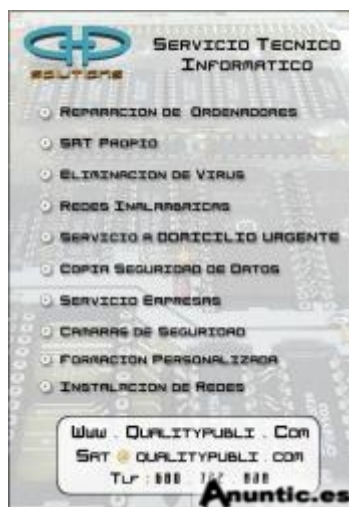 SERVICIO TECNICO
INFORMATICO
SOLUTIONS
REPARACION DE ORDENADORES
SAT PROPIO
ELIMINACION DE VIRUS
REDES INALAMBRICAS
SERVICIO A DOMICILIO URGENTE
COPIA SEGURIDAD DE DATOS
SERVICIO EMPRESAS
CAMARAS DE SEGURIDAD
FORMACION PERSONALIZADA
INSTALACION DE REDES
WWW . QUALITYPUBLI . COM
SAT @ QUALITYPUBLI . COM
TLF :
Anuntic.es